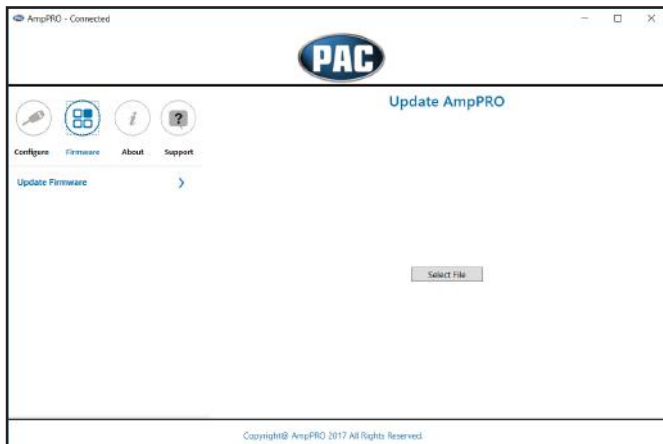 AmpPRO - Connected
PAC
Update AmpPRO
Configure Firmware About Support
Update Firmware
Select File
Copyright@ AmpPRO 2017 All Rights Reserved.